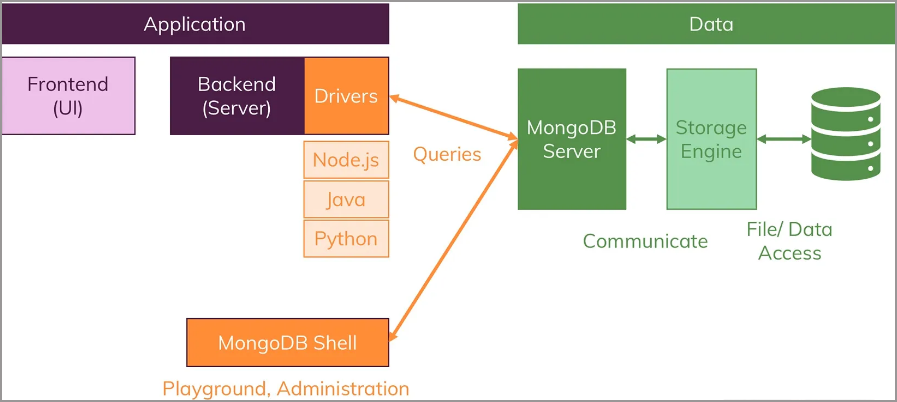 Application
Data
Frontend
(UI)
Backend
(Server)
Drivers
Node.js
Java
Python
Queries
MongoDB
Server
Storage
Engine
Communicate
File/ Data
Access
MongoDB Shell
Playground, Administration